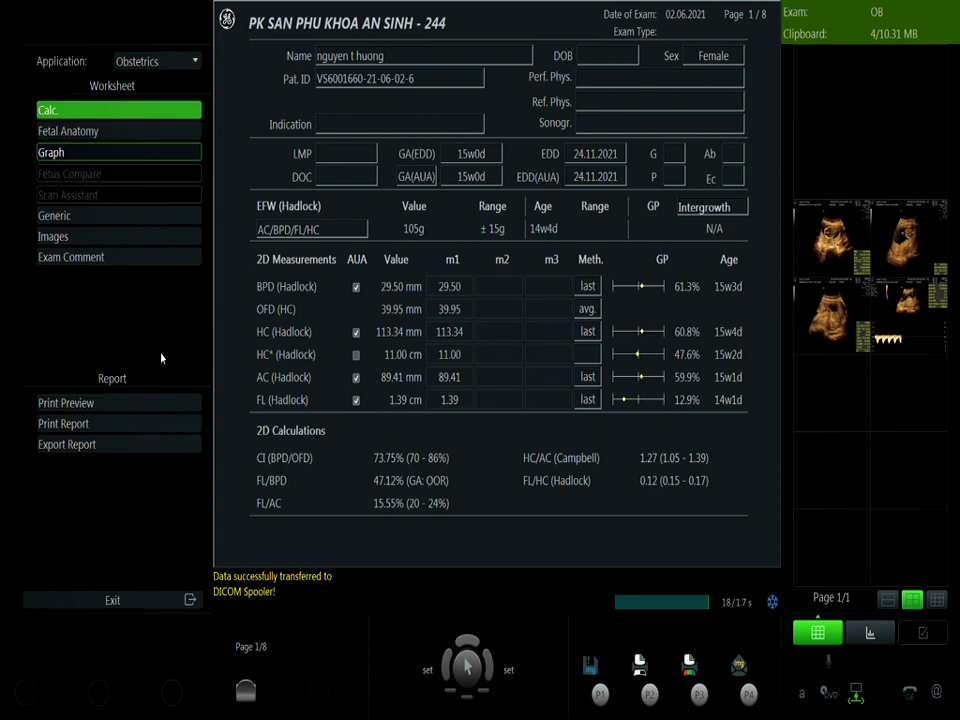 PK SAN PHU KHOA AN SINH - 244
Date of Exam: 02.06.2021 Page 1 / 8
Exam Type:
Exam: OB
Clipboard: 4/10.31 MB
Application: Obstetrics
Worksheet
Calc.
Fetal Anatomy
Graph
Fetus Compare
Scan Assistant
Generic
Images
Exam Comment
Report
Print Preview
Print Report
Export Report
Exit
Name nguyen t huong DOB Sex Female
Pat. ID VS6001660-21-06-02-6 Perf. Phys.
Ref. Phys.
Indication Sonogr.
LMP GA(EDD) 15w0d EDD 24.11.2021 G Ab
DOC GA(AUA) 15w0d EDD(AUA) 24.11.2021 P Ec
EFW (Hadlock) Value Range Age Range GP Intergrowth
AC/BPD/FL/HC 105g ± 15g 14w4d N/A
2D Measurements AUA Value m1 m2 m3 Meth. GP Age
BPD (Hadlock) 29.50 mm 29.50 last 61.3% 15w3d
OFD (HC) 39.95 mm 39.95 avg.
HC (Hadlock) 113.34 mm 113.34 last 60.8% 15w4d
HC* (Hadlock) 11.00 cm 11.00 47.6% 15w2d
AC (Hadlock) 89.41 mm 89.41 last 59.9% 15w1d
FL (Hadlock) 1.39 cm 1.39 last 12.9% 14w1d
2D Calculations
CI (BPD/OFD) 73.75% (70 - 86%) HC/AC (Campbell) 1.27 (1.05 - 1.39)
FL/BPD 47.12% (GA: OOR) FL/HC (Hadlock) 0.12 (0.15 - 0.17)
FL/AC 15.55% (20 - 24%)
Data successfully transferred to
DICOM Spooler!
18/1.7 s
Page 1/1
Page 1/8
set set
P1 P2 P3 P4
a DVD @